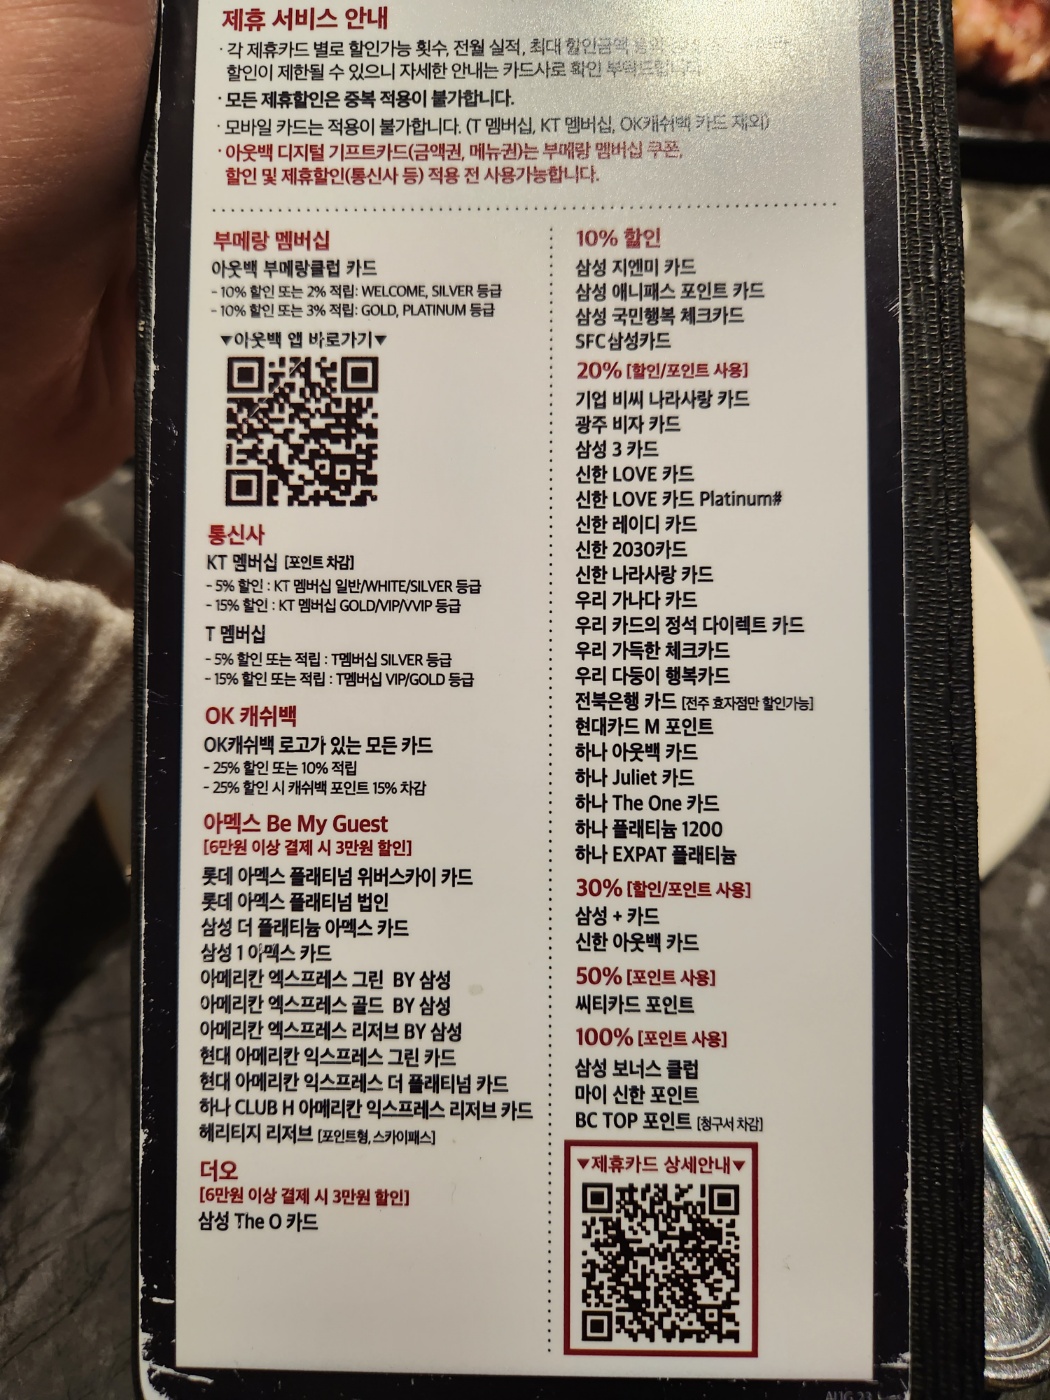 제휴 서비스 안내
· 각 제휴카드 별로 할인가능 횟수, 전월 실적, 최대 할인금액
할인이 제한될 수 있으니 자세한 안내는 카드사로 확인 부탁드립니다.
· 모든 제휴할인은 중복 적용이 불가합니다.
· 모바일 카드는 적용이 불가합니다. (T 멤버십, KT 멤버십, OK캐쉬백 카드 제외)
· 아웃백 디지털 기프트카드(금액권, 메뉴권)는 부메랑 멤버십 쿠폰,
할인 및 제휴할인(통신사 등) 적용 전 사용가능합니다.
부메랑 멤버십
아웃백 부메랑클럽 카드
- 10% 할인 또는 2% 적립: WELCOME, SILVER 등급
- 10% 할인 또는 3% 적립: GOLD, PLATINUM 등급
▼아웃백 앱 바로가기▼
통신사
KT 멤버십 [포인트 차감]
- 5% 할인 : KT 멤버십 일반/WHITE/SILVER 등급
- 15% 할인 : KT 멤버십 GOLD/VIP/VVIP 등급
T 멤버십
- 5% 할인 또는 적립 : T멤버십 SILVER 등급
- 15% 할인 또는 적립 : T멤버십 VIP/GOLD 등급
OK 캐쉬백
OK캐쉬백 로고가 있는 모든 카드
- 25% 할인 또는 10% 적립
- 25% 할인 시 캐쉬백 포인트 15% 차감
아멕스 Be My Guest
[6만원 이상 결제 시 3만원 할인]
롯데 아멕스 플래티넘 위버스카이 카드
롯데 아멕스 플래티넘 법인
삼성 더 플래티늄 아멕스 카드
삼성 1 아멕스 카드
아메리칸 엑스프레스 그린 BY 삼성
아메리칸 엑스프레스 골드 BY 삼성
아메리칸 엑스프레스 리저브 BY 삼성
현대 아메리칸 익스프레스 그린 카드
현대 아메리칸 익스프레스 더 플래티넘 카드
하나 CLUB H 아메리칸 익스프레스 리저브 카드
헤리티지 리저브 [포인트형, 스카이패스]
더오
[6만원 이상 결제 시 3만원 할인]
삼성 The O 카드
10% 할인
삼성 지엔미 카드
삼성 애니패스 포인트 카드
삼성 국민행복 체크카드
SFC삼성카드
20% [할인/포인트 사용]
기업 비씨 나라사랑 카드
광주 비자 카드
삼성 3 카드
신한 LOVE 카드
신한 LOVE 카드 Platinum#
신한 레이디 카드
신한 2030카드
신한 나라사랑 카드
우리 가나다 카드
우리 카드의 정석 다이렉트 카드
우리 가득한 체크카드
우리 다둥이 행복카드
전북은행 카드 [전주 효자점만 할인가능]
현대카드 M 포인트
하나 아웃백 카드
하나 Juliet 카드
하나 The One 카드
하나 플래티늄 1200
하나 EXPAT 플래티늄
30% [할인/포인트 사용]
삼성 + 카드
신한 아웃백 카드
50% [포인트 사용]
씨티카드 포인트
100% [포인트 사용]
삼성 보너스 클럽
마이 신한 포인트
BC TOP 포인트 [청구서 차감]
▼제휴카드 상세안내▼
AUG 23